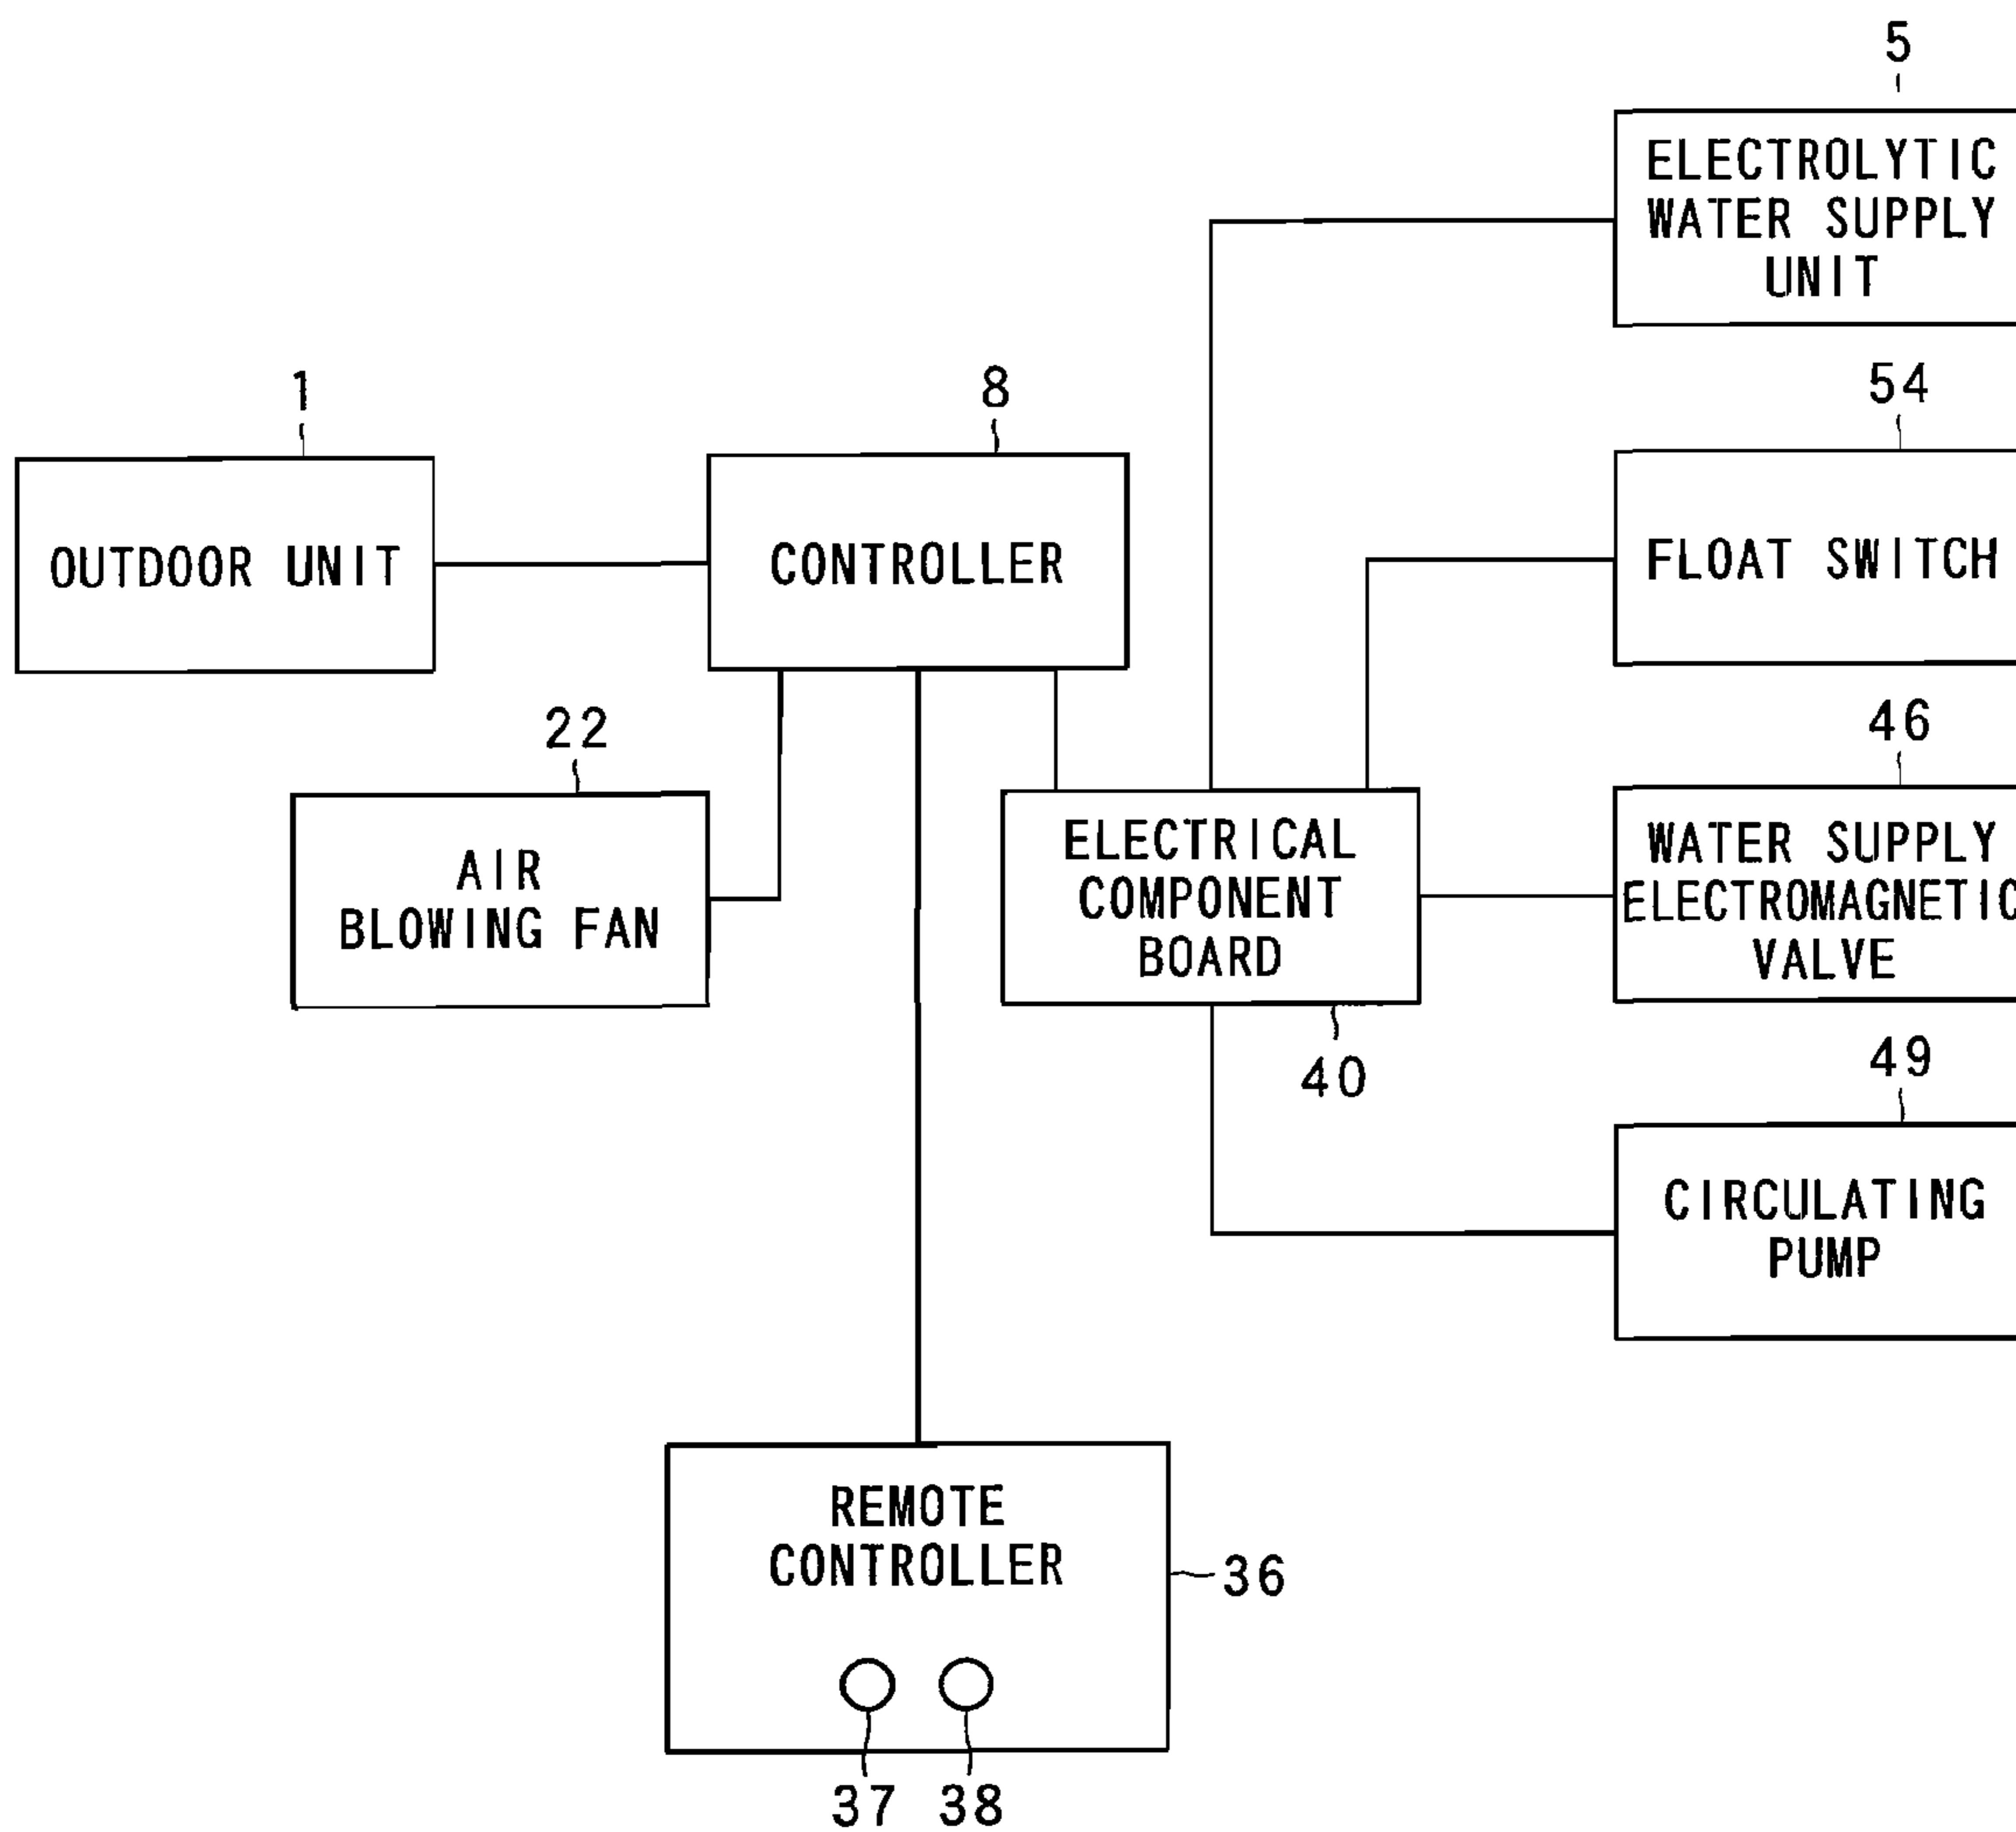 5
ELECTROLYTIC
WATER SUPPLY
UNIT
1
OUTDOOR UNIT
8
CONTROLLER
54
FLOAT SWITCH
22
AIR
BLOWING FAN
ELECTRICAL
COMPONENT
BOARD
40
46
WATER SUPPLY
ELECTROMAGNETIC
VALVE
49
CIRCULATING
PUMP
REMOTE
CONTROLLER
36
37 38